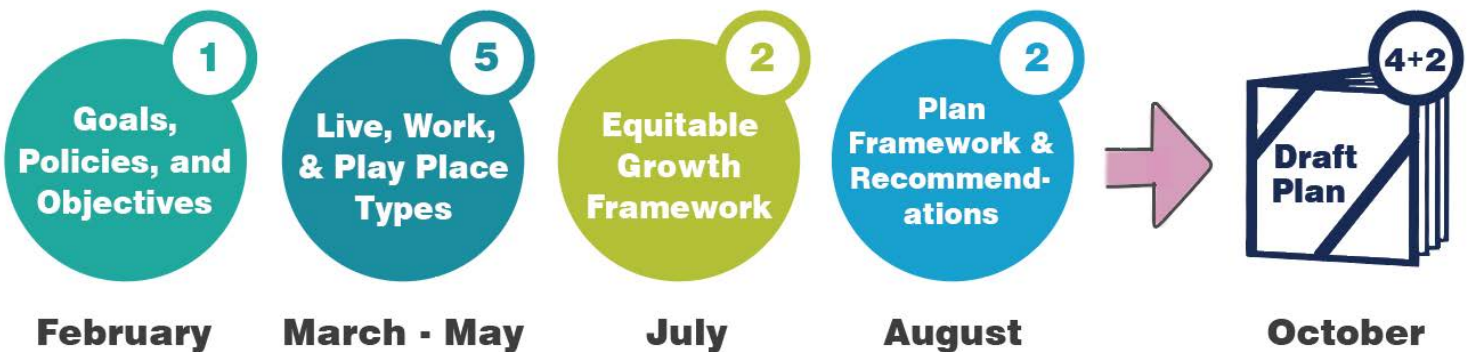 1
Goals,
Policies, and
Objectives
February
5
Live, Work,
& Play Place
Types
March - May
2
Equitable
Growth
Framework
July
2
Plan
Framework &
Recommend-
ations
August
4+2
Draft
Plan
October